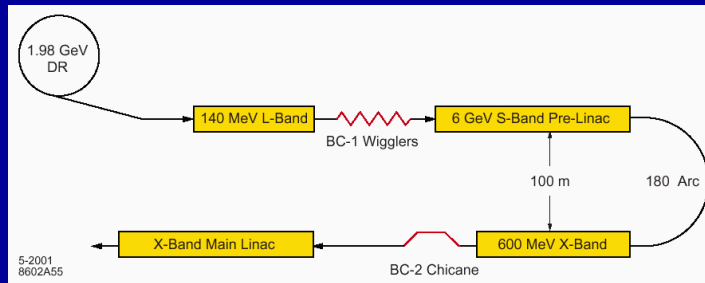 1.98 GeV
DR
140 MeV L-Band
6 GeV S-Band Pre-Linac
BC-1 Wigglers
100 m
180 Arc
X-Band Main Linac
600 MeV X-Band
BC-2 Chicane
5-2001
8602A55